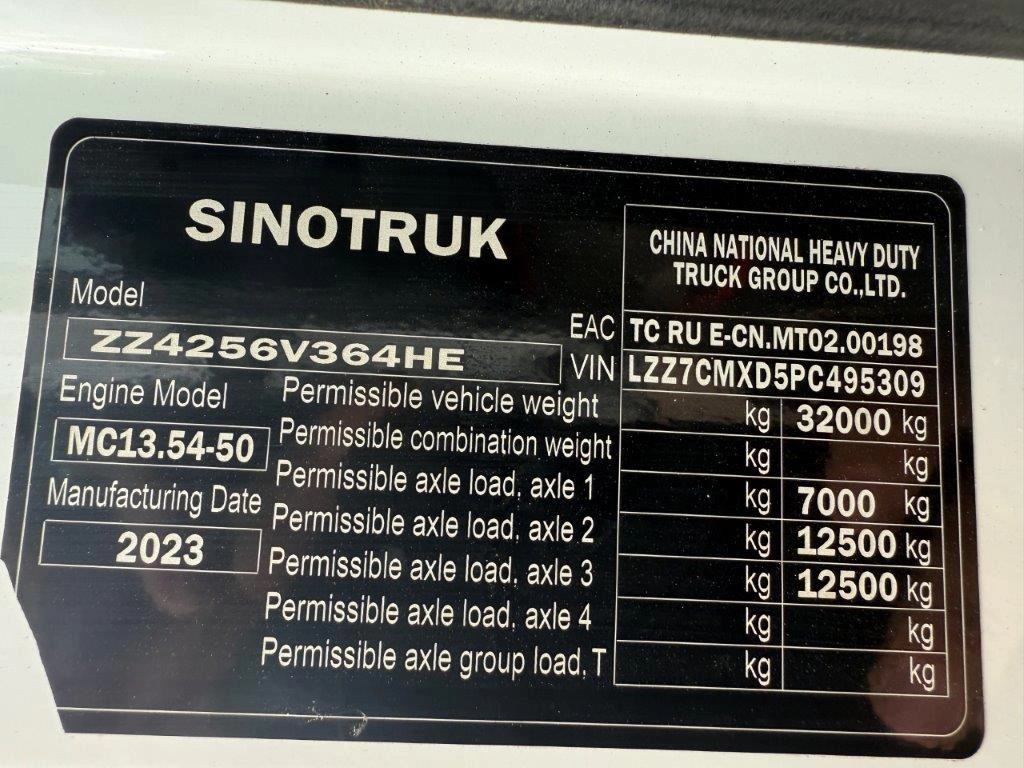 SINOTRUK
CHINA NATIONAL HEAVY DUTY
TRUCK GROUP CO.,LTD.
Model
ZZ4256V364HE
EAC TC RU E-CN.MT02.00198
VIN LZZ7CMXD5PC495309
Engine Model
MC13.54-50
Manufacturing Date
2023
Permissible vehicle weight kg 32000 kg
Permissible combination weight kg kg
Permissible axle load, axle 1 kg 7000 kg
Permissible axle load, axle 2 kg 12500 kg
Permissible axle load, axle 3 kg 12500 kg
Permissible axle load, axle 4 kg kg
Permissible axle group load, T kg kg